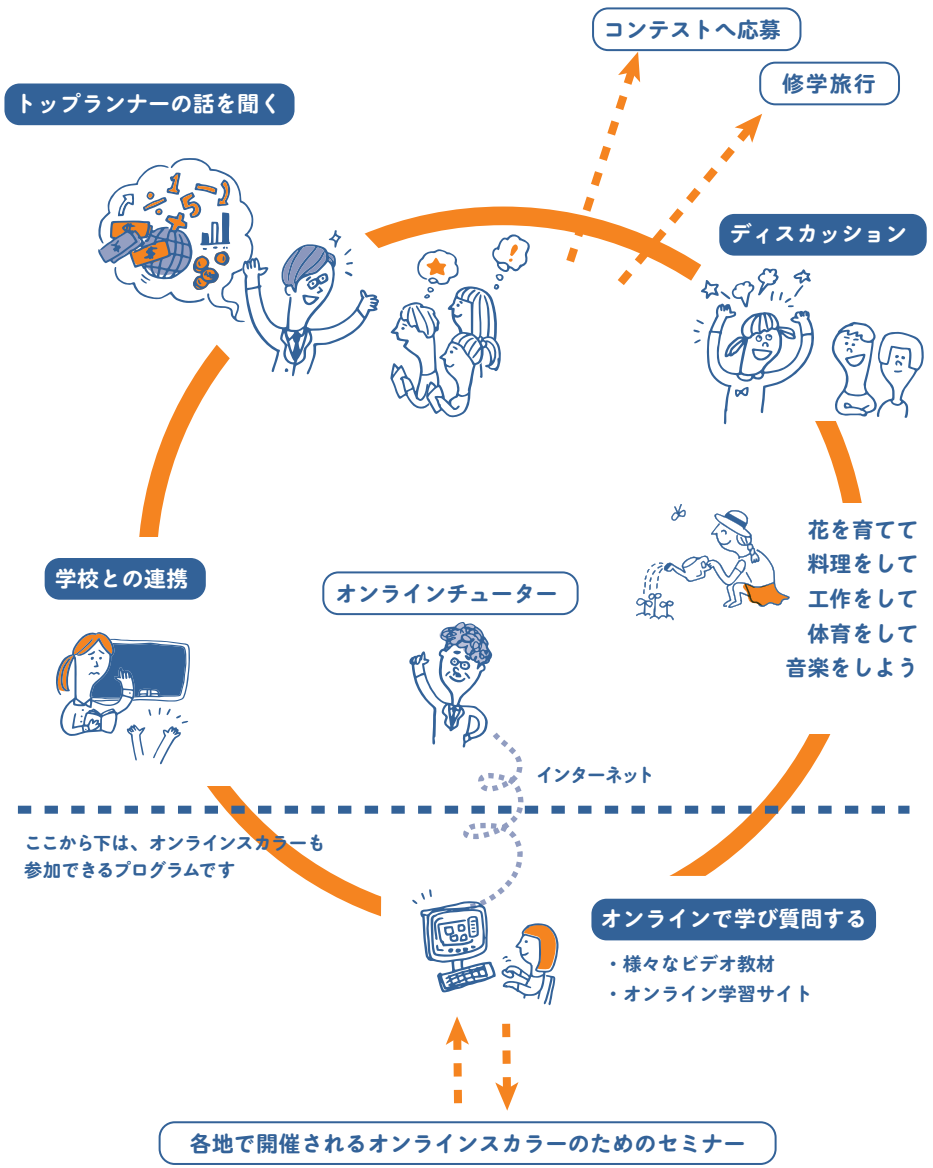 コンテストへ応募
修学旅行
トップランナーの話を聞く
1
÷
5
+
$
$
$
!
ディスカッション
花を育てて
料理をして
工作をして
体育をして
音楽をしよう
学校との連携
オンラインチューター
インターネット
ここから下は、オンラインスカラーも
参加できるプログラムです
オンラインで学び質問する
・様々なビデオ教材
・オンライン学習サイト
各地で開催されるオンラインスカラーのためのセミナー